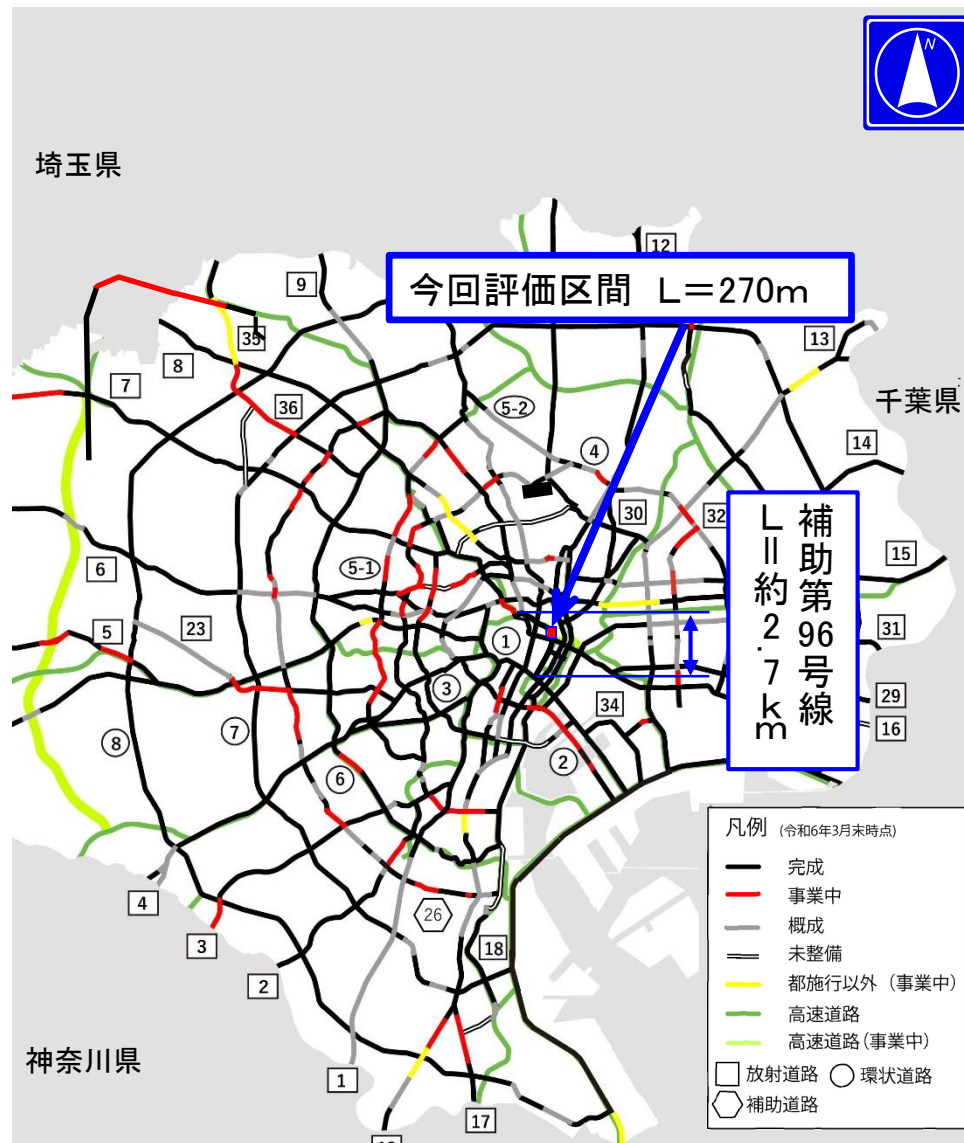 N
埼玉県
12
9
今回評価区間 L=270m
35
13
8
7
千葉県
36
5-2
14
4
30
32
補助第96号線
L=約2.7km
15
6
5-1
5
23
1
31
3
29
34
16
8
7
2
6
凡例 (令和6年3月末時点)
完成
4
事業中
26
概成
3
18
未整備
2
都施行以外(事業中)
高速道路
神奈川県
高速道路(事業中)
1
放射道路 環状道路
17
補助道路